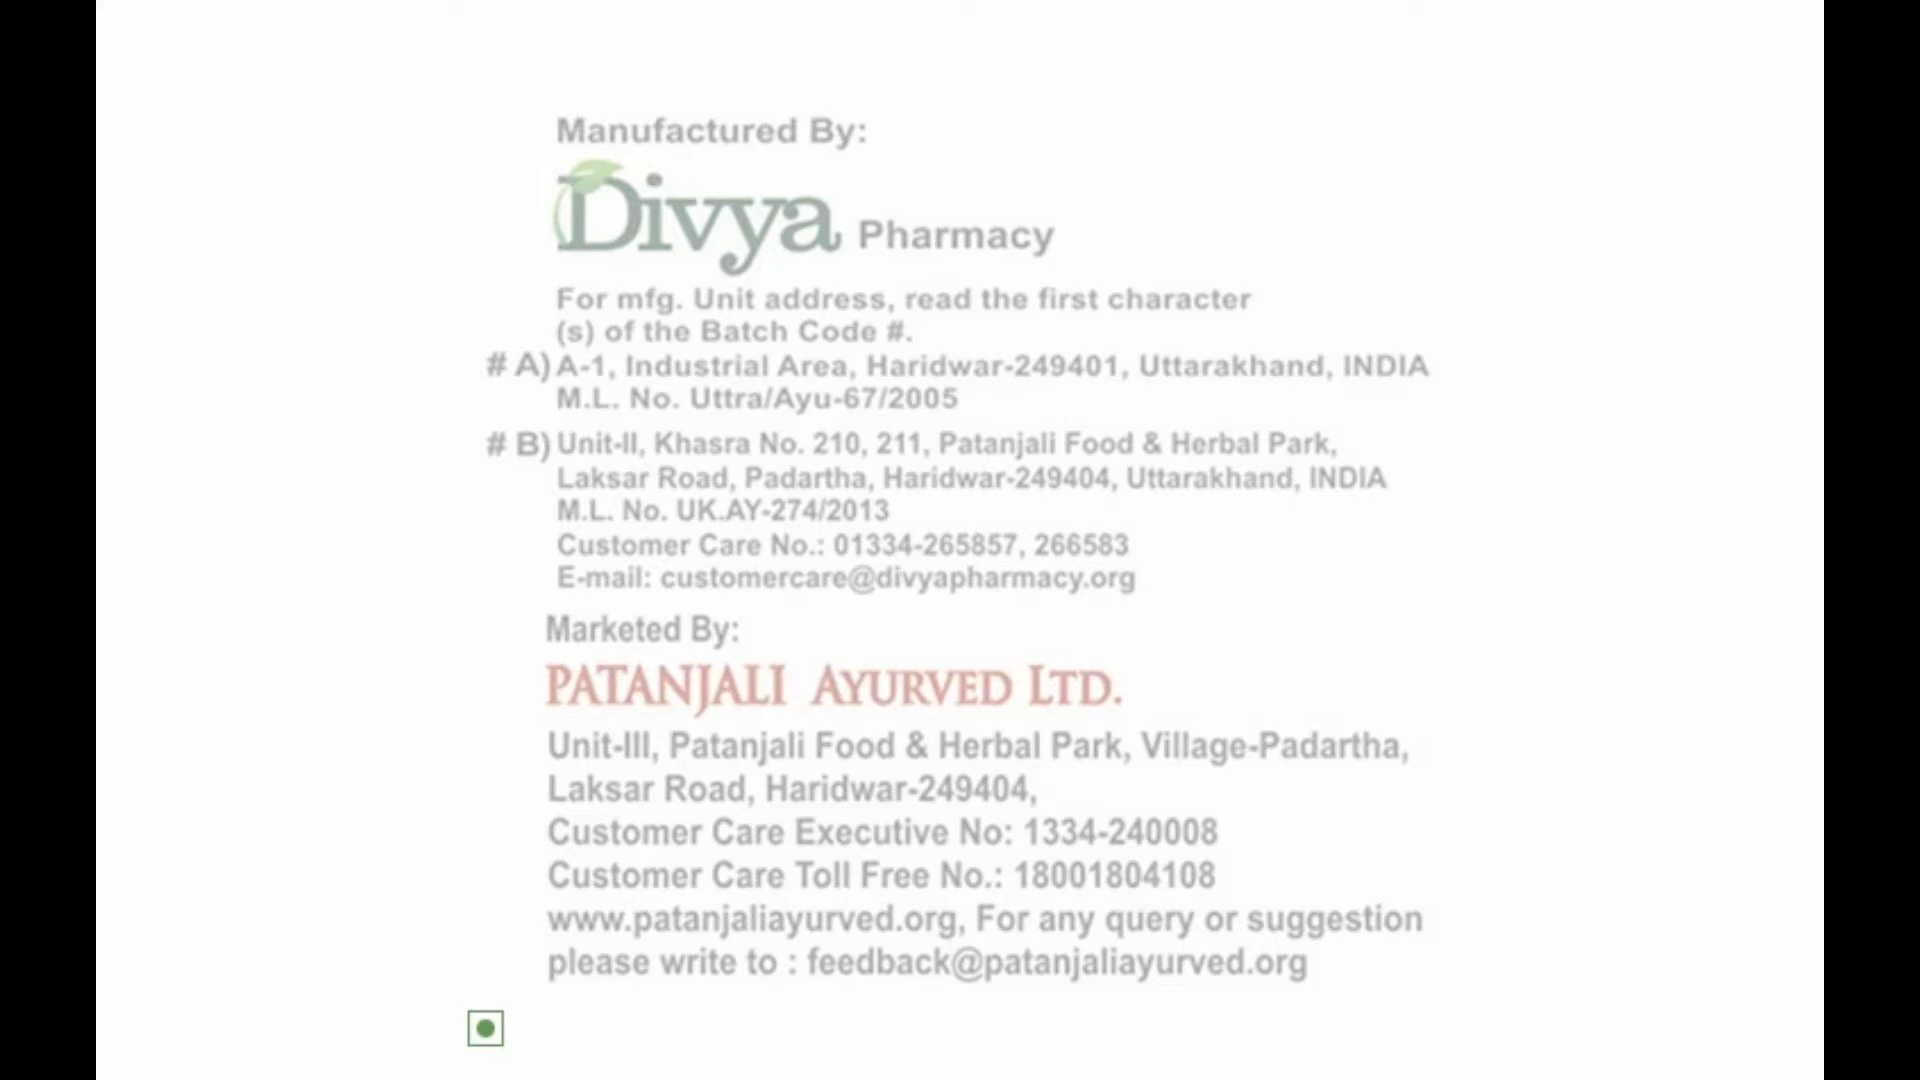 Manufactured By:
Divya Pharmacy
For mfg. Unit address, read the first character
(s) of the Batch Code #.
# A) A-1, Industrial Area, Haridwar-249401, Uttarakhand, INDIA
M.L. No. Uttra/Ayu-67/2005
# B) Unit-II, Khasra No. 210, 211, Patanjali Food & Herbal Park,
Laksar Road, Padartha, Haridwar-249404, Uttarakhand, INDIA
M.L. No. UK.AY-274/2013
Customer Care No.: 01334-265857, 266583
E-mail: customercare@divyapharmacy.org
Marketed By:
PATANJALI AYURVED LTD.
Unit-III, Patanjali Food & Herbal Park, Village-Padartha,
Laksar Road, Haridwar-249404,
Customer Care Executive No: 1334-240008
Customer Care Toll Free No.: 18001804108
www.patanjaliayurved.org, For any query or suggestion
please write to : feedback@patanjaliayurved.org